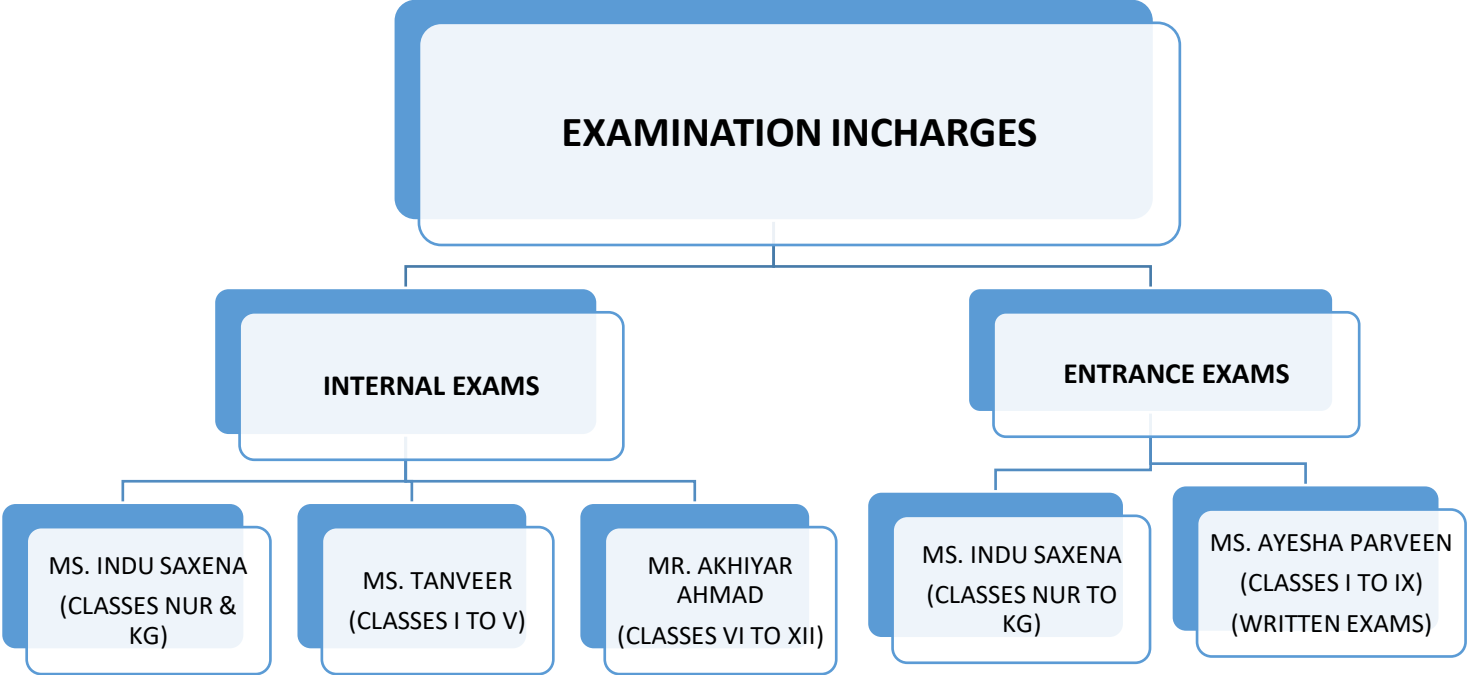 EXAMINATION INCHARGES
INTERNAL EXAMS
ENTRANCE EXAMS
MS. INDU SAXENA
(CLASSES NUR &
KG)
MS. TANVEER
(CLASSES I TO V)
MR. AKHIYAR
AHMAD
(CLASSES VI TO XII)
MS. INDU SAXENA
(CLASSES NUR TO
KG)
MS. AYESHA PARVEEN
(CLASSES I TO IX)
(WRITTEN EXAMS)